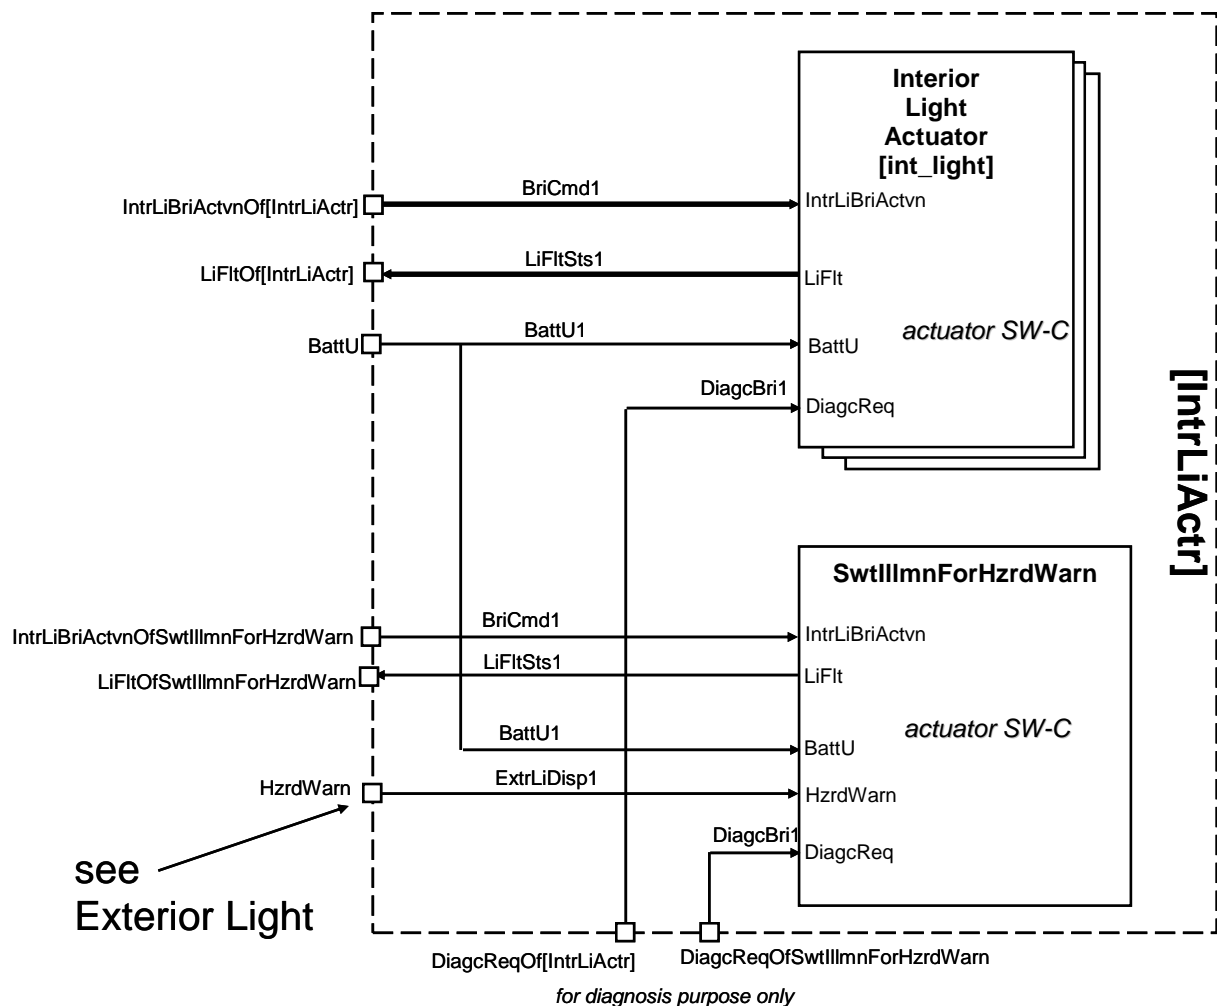 Interior
Light
Actuator
[int_light]
BriCmd1
IntrLiBriActvnOf[IntrLiActr]
IntrLiBriActvn
LiFltSts1
LiFltOf[IntrLiActr]
LiFlt
actuator SW-C
BattU1
BattU
BattU
DiagcBri1
DiagcReq
[IntrLiActr]
SwtIllmnForHzrdWarn
BriCmd1
IntrLiBriActvnOfSwtIllmnForHzrdWarn
IntrLiBriActvn
LiFltSts1
LiFltOfSwtIllmnForHzrdWarn
LiFlt
actuator SW-C
BattU1
BattU
ExtrLiDisp1
HzrdWarn
HzrdWarn
DiagcBri1
DiagcReq
see
Exterior Light
DiagcReqOf[IntrLiActr]
DiagcReqOfSwtIllmnForHzrdWarn
for diagnosis purpose only